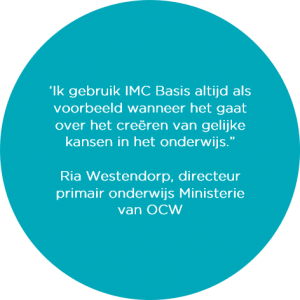 ‘Ik gebruik IMC Basis altijd als
voorbeeld wanneer het gaat
over het creëren van gelijke
kansen in het onderwijs.”
Ria Westendorp, directeur
primair onderwijs Ministerie
van OCW